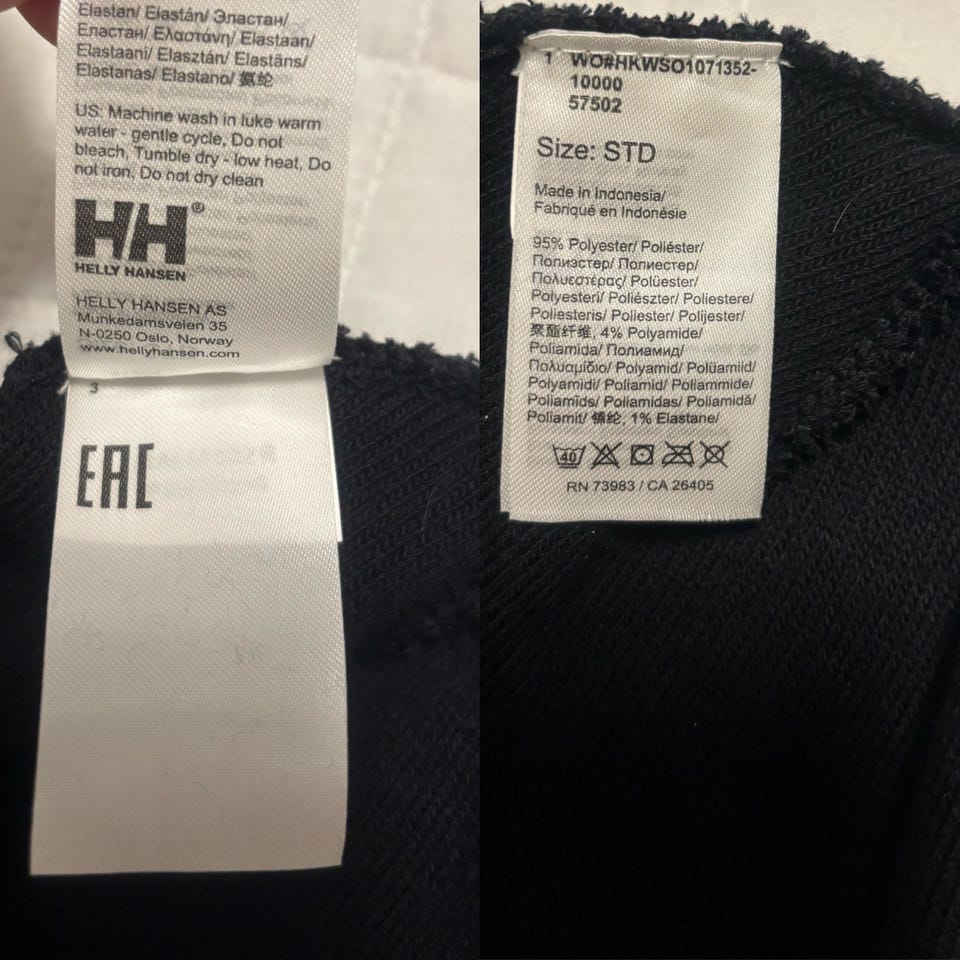 Elastan/ Elastán/ Эластан/
Еластан/ Ελαστάνη/ Elastaan/
Elastaani/ Elasztán/ Elastāns/
Elastanas/ Elastano/ 氨纶
US: Machine wash in luke warm
water - gentle cycle, Do not
bleach, Tumble dry - low heat, Do
not iron, Do not dry clean
HH®
HELLY HANSEN
HELLY HANSEN AS
Munkedamsveien 35
N-0250 Oslo, Norway
www.hellyhansen.com
3
EAC
1 WO#HKWSO1071352-
10000
57502
Size: STD
Made in Indonesia/
Fabriqué en Indonésie
95% Polyester/ Poliéster/
Полиэстер/ Полиестер/
Πολυεστέρας/ Polüester/
Polyesteri/ Poliészter/ Poliestere/
Poliesteris/ Poliester/ Polijester/
聚酯纤维, 4% Polyamide/
Poliamida/ Полиамид/
Πολυαμίδιο/ Polyamid/ Polüamiid/
Polyamidi/ Poliamid/ Poliammide/
Poliamīds/ Poliamidas/ Poliamidă/
Poliamit/ 锦纶, 1% Elastane/
40
RN 73983 / CA 26405